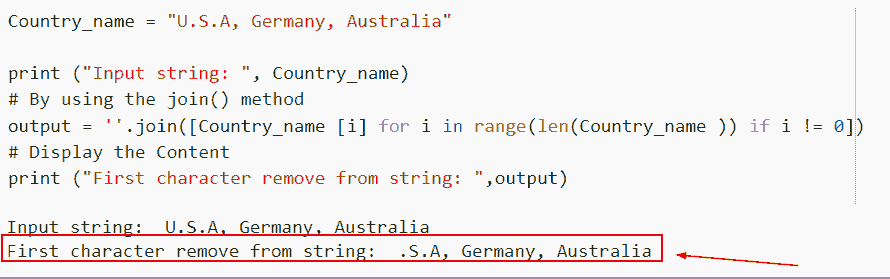 Country_name = "U.S.A, Germany, Australia"
print ("Input string: ", Country_name)
# By using the join() method
output = ''.join([Country_name [i] for i in range(len(Country_name )) if i != 0])
# Display the Content
print ("First character remove from string: ",output)
Input string:  U.S.A, Germany, Australia
First character remove from string:  .S.A, Germany, Australia